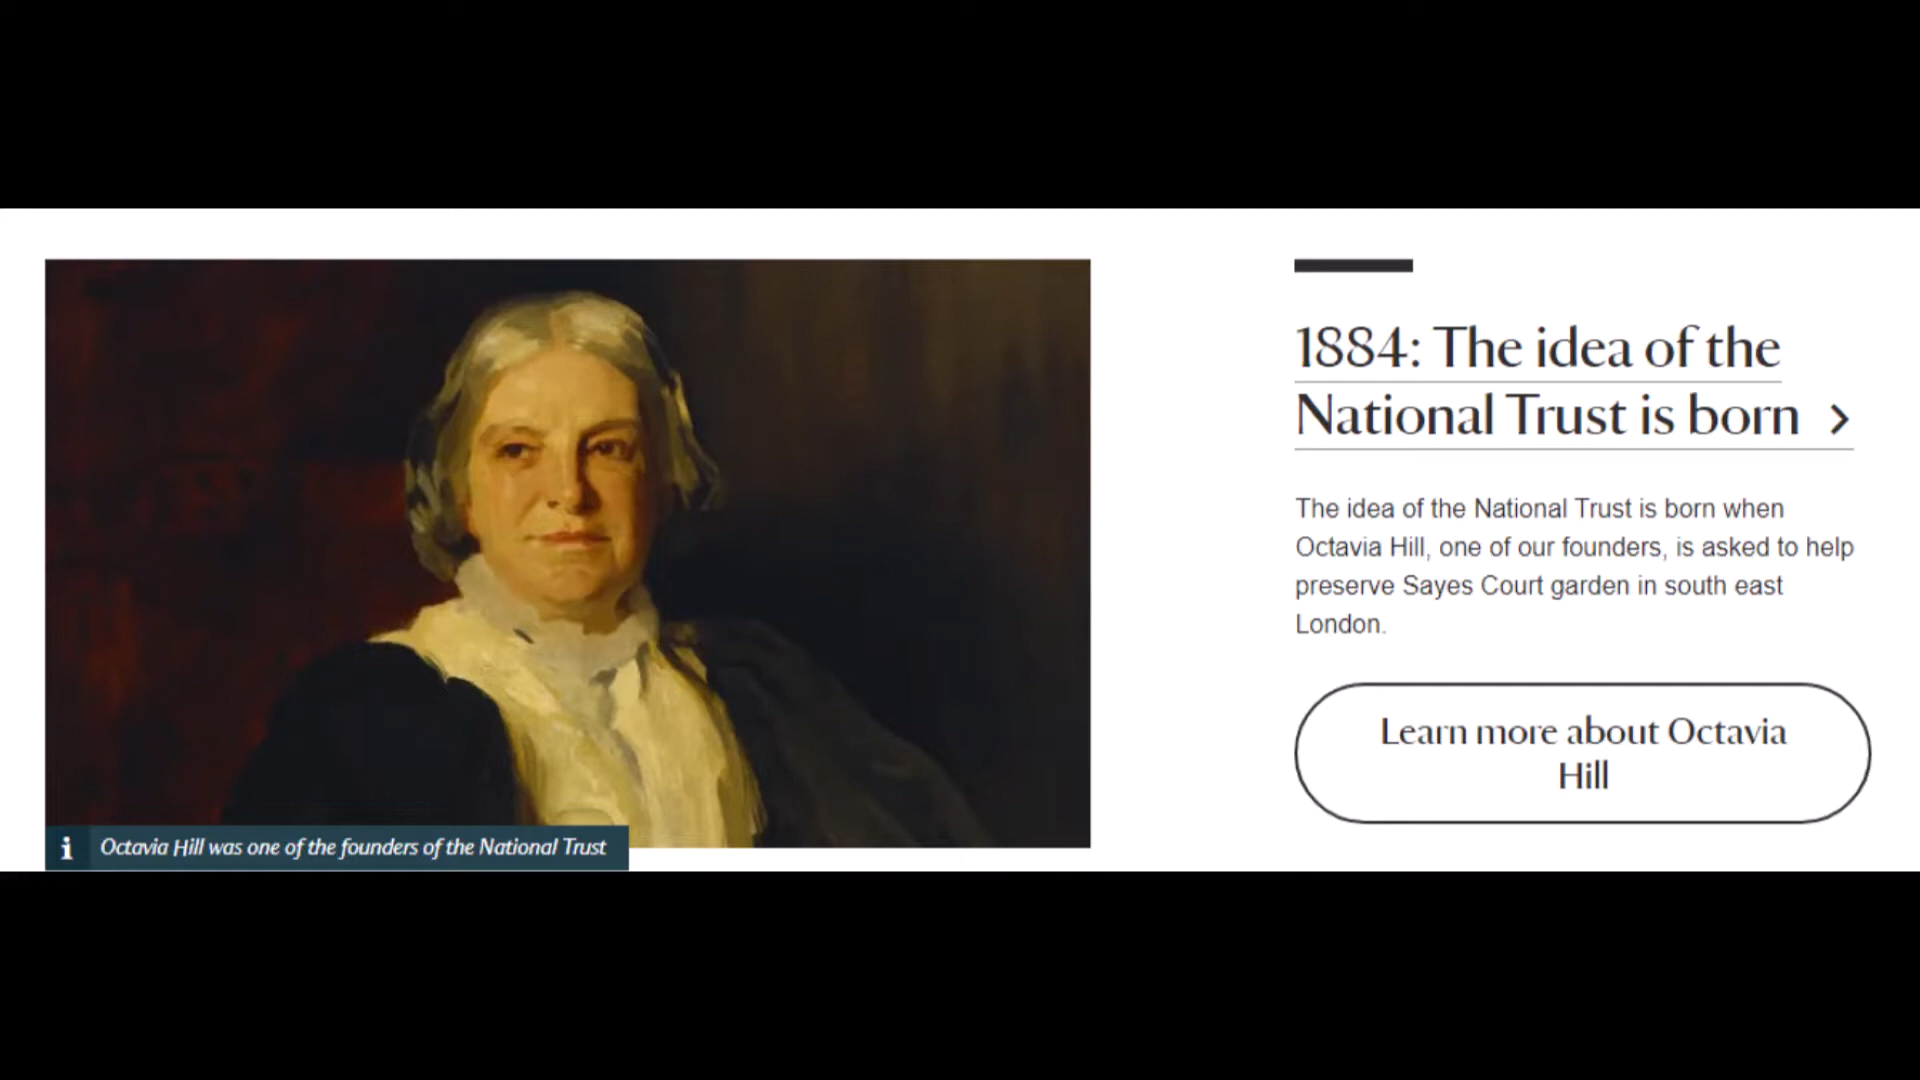 1884: The idea of the
National Trust is born
The idea of the National Trust is born when
Octavia Hill, one of our founders, is asked to help
preserve Sayes Court garden in south east
London.
Learn more about Octavia
Hill
i Octavia Hill was one of the founders of the National Trust